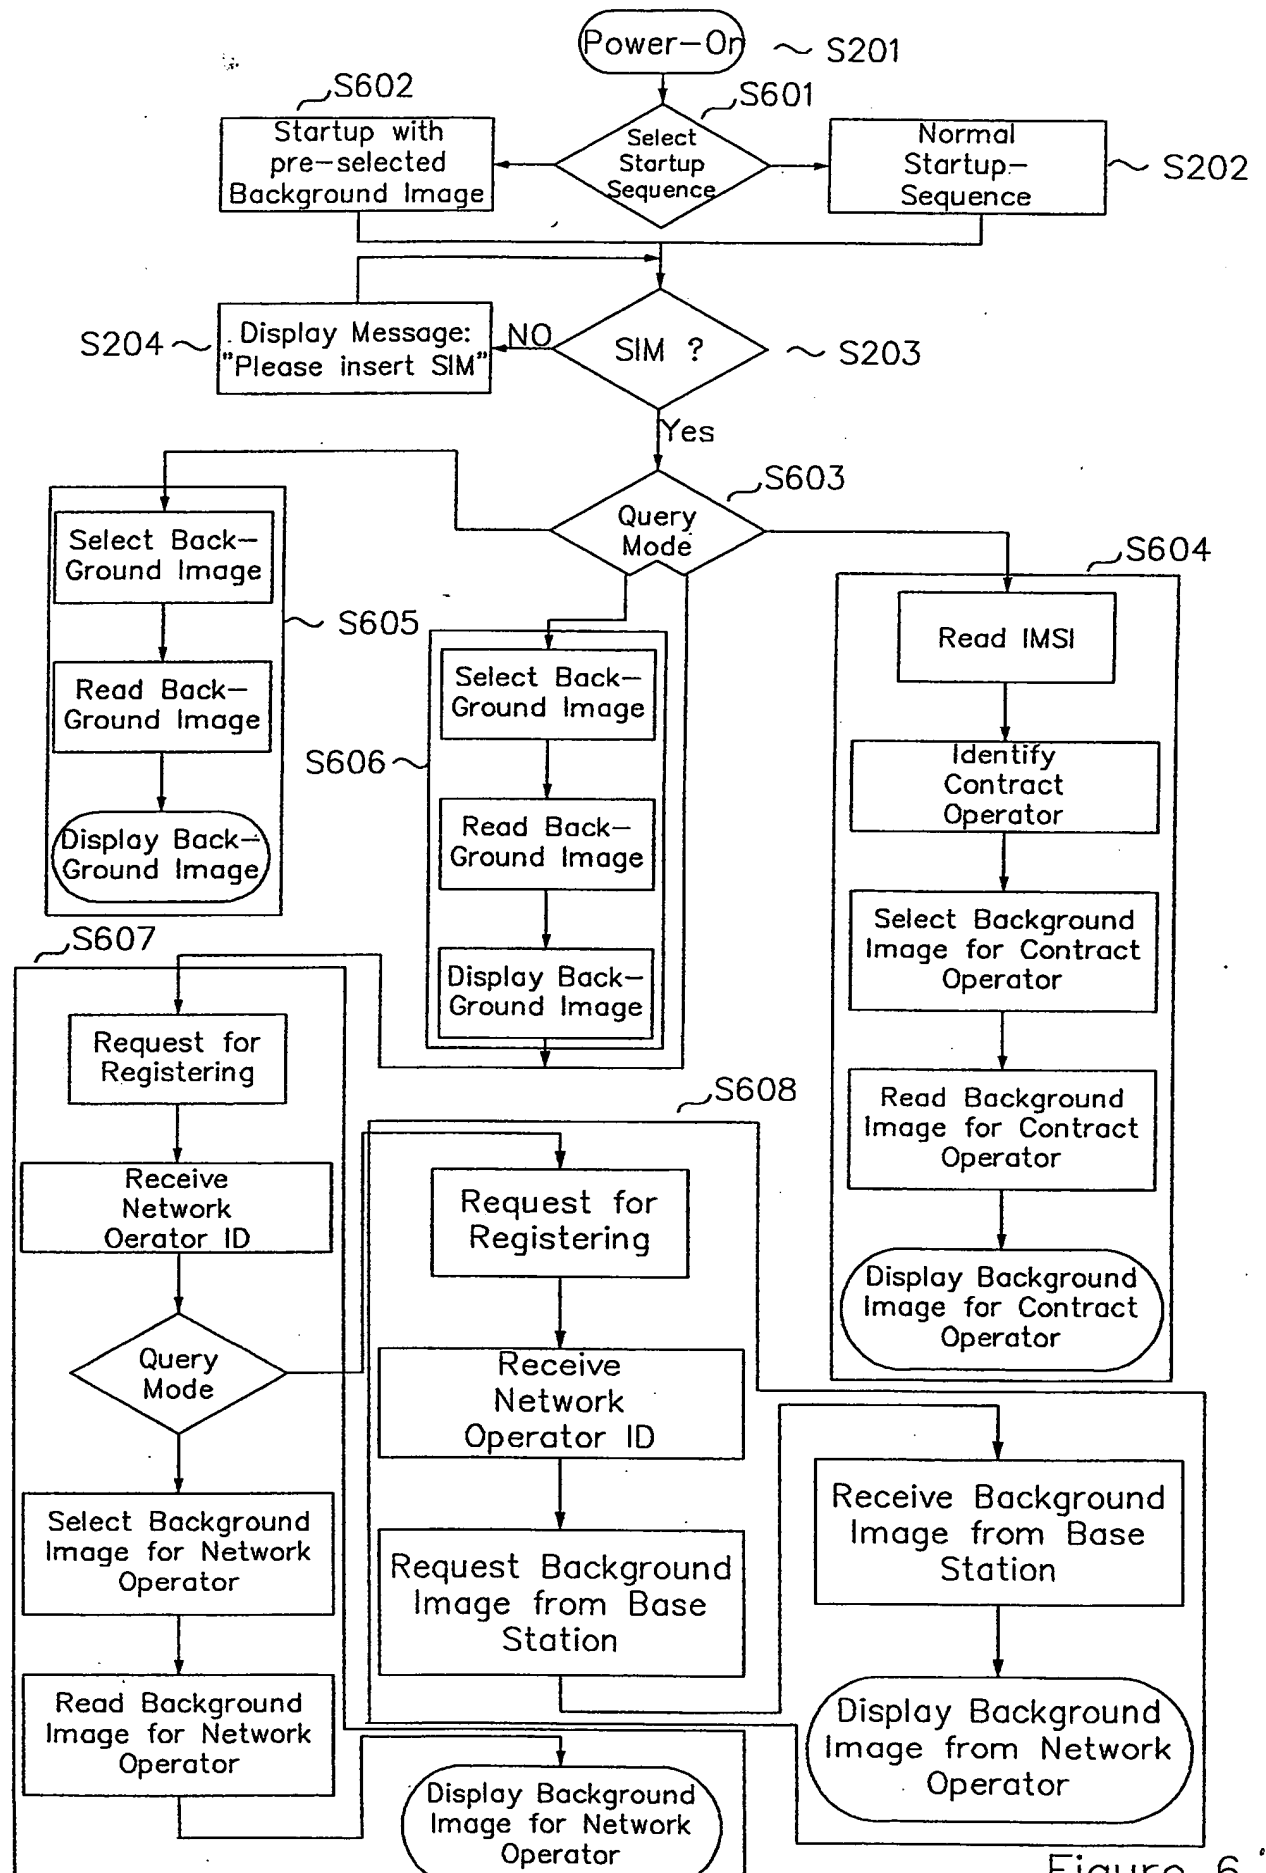 Power-On
S201
S602
S601
Startup with
pre-selected
Background Image
Select
Startup
Sequence
Normal
Startup-
Sequence
S202
S204
Display Message:
"Please insert SIM"
NO
SIM ?
S203
Yes
S603
Query
Mode
Select Back-
Ground Image
Read Back-
Ground Image
Display Back-
Ground Image
S605
S606
Select Back-
Ground Image
Read Back-
Ground Image
Display Back-
Ground Image
S604
Read IMSI
Identify
Contract
Operator
Select Background
Image for Contract
Operator
Read Background
Image for Contract
Operator
Display Background
Image for Contract
Operator
S607
Request for
Registering
Receive
Network
Oerator ID
Query
Mode
Select Background
Image for Network
Operator
Read Background
Image for Network
Operator
Display Background
Image for Network
Operator
S608
Request for
Registering
Receive
Network
Operator ID
Request Background
Image from Base
Station
Receive Background
Image from Base
Station
Display Background
Image from Network
Operator
Figure 6